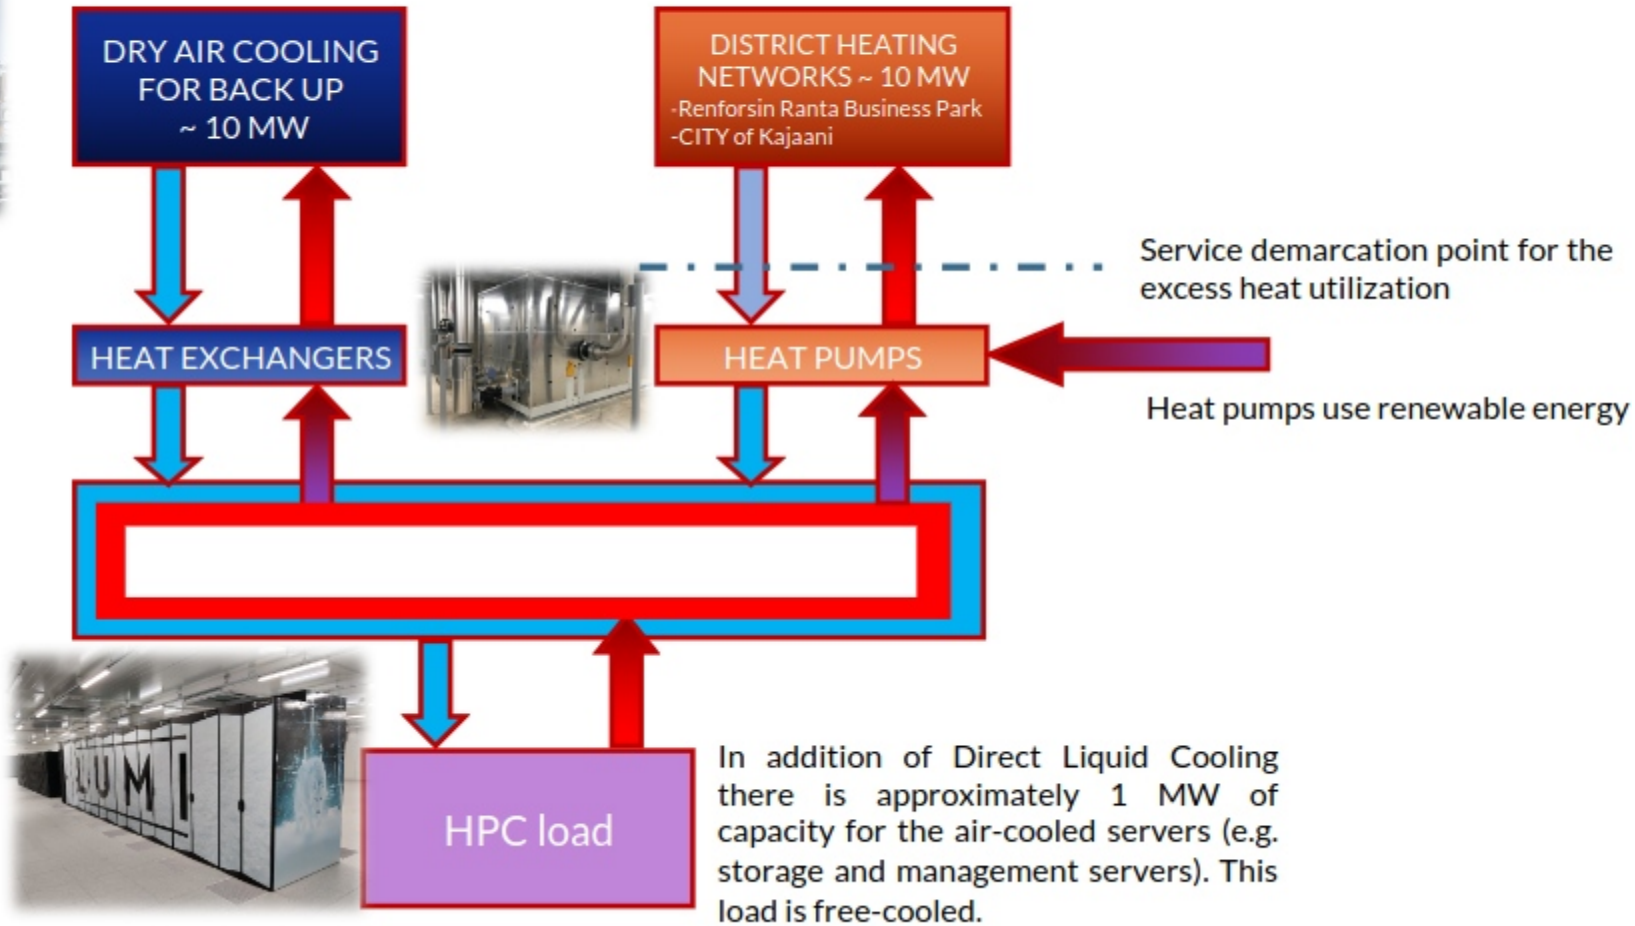 DRY AIR COOLING
FOR BACK UP
~ 10 MW
DISTRICT HEATING
NETWORKS ~ 10 MW
-Renforsin Ranta Business Park
-CITY of Kajaani
Service demarcation point for the
excess heat utilization
HEAT EXCHANGERS
HEAT PUMPS
Heat pumps use renewable energy
LUMI
HPC load
In addition of Direct Liquid Cooling
there is approximately 1 MW of
capacity for the air-cooled servers (e.g.
storage and management servers). This
load is free-cooled.